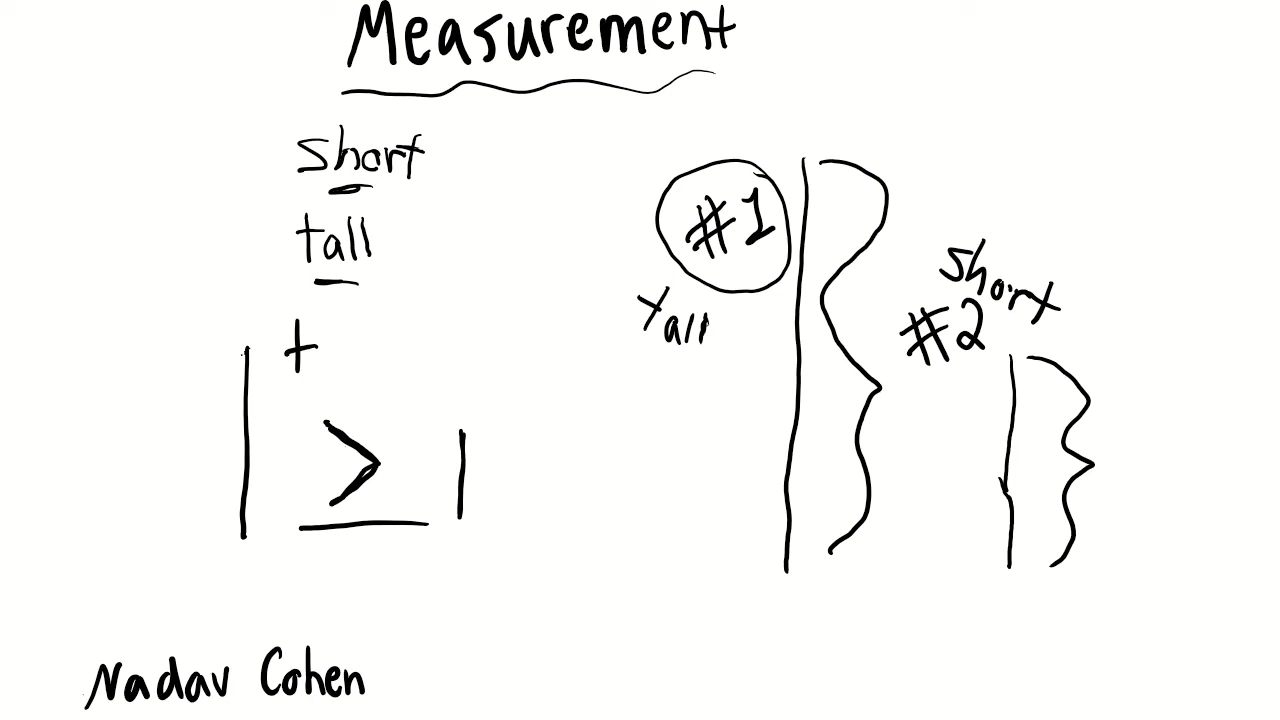 Measurement
short
tall
#1
tall
short
#2
t
>
Nadav Cohen